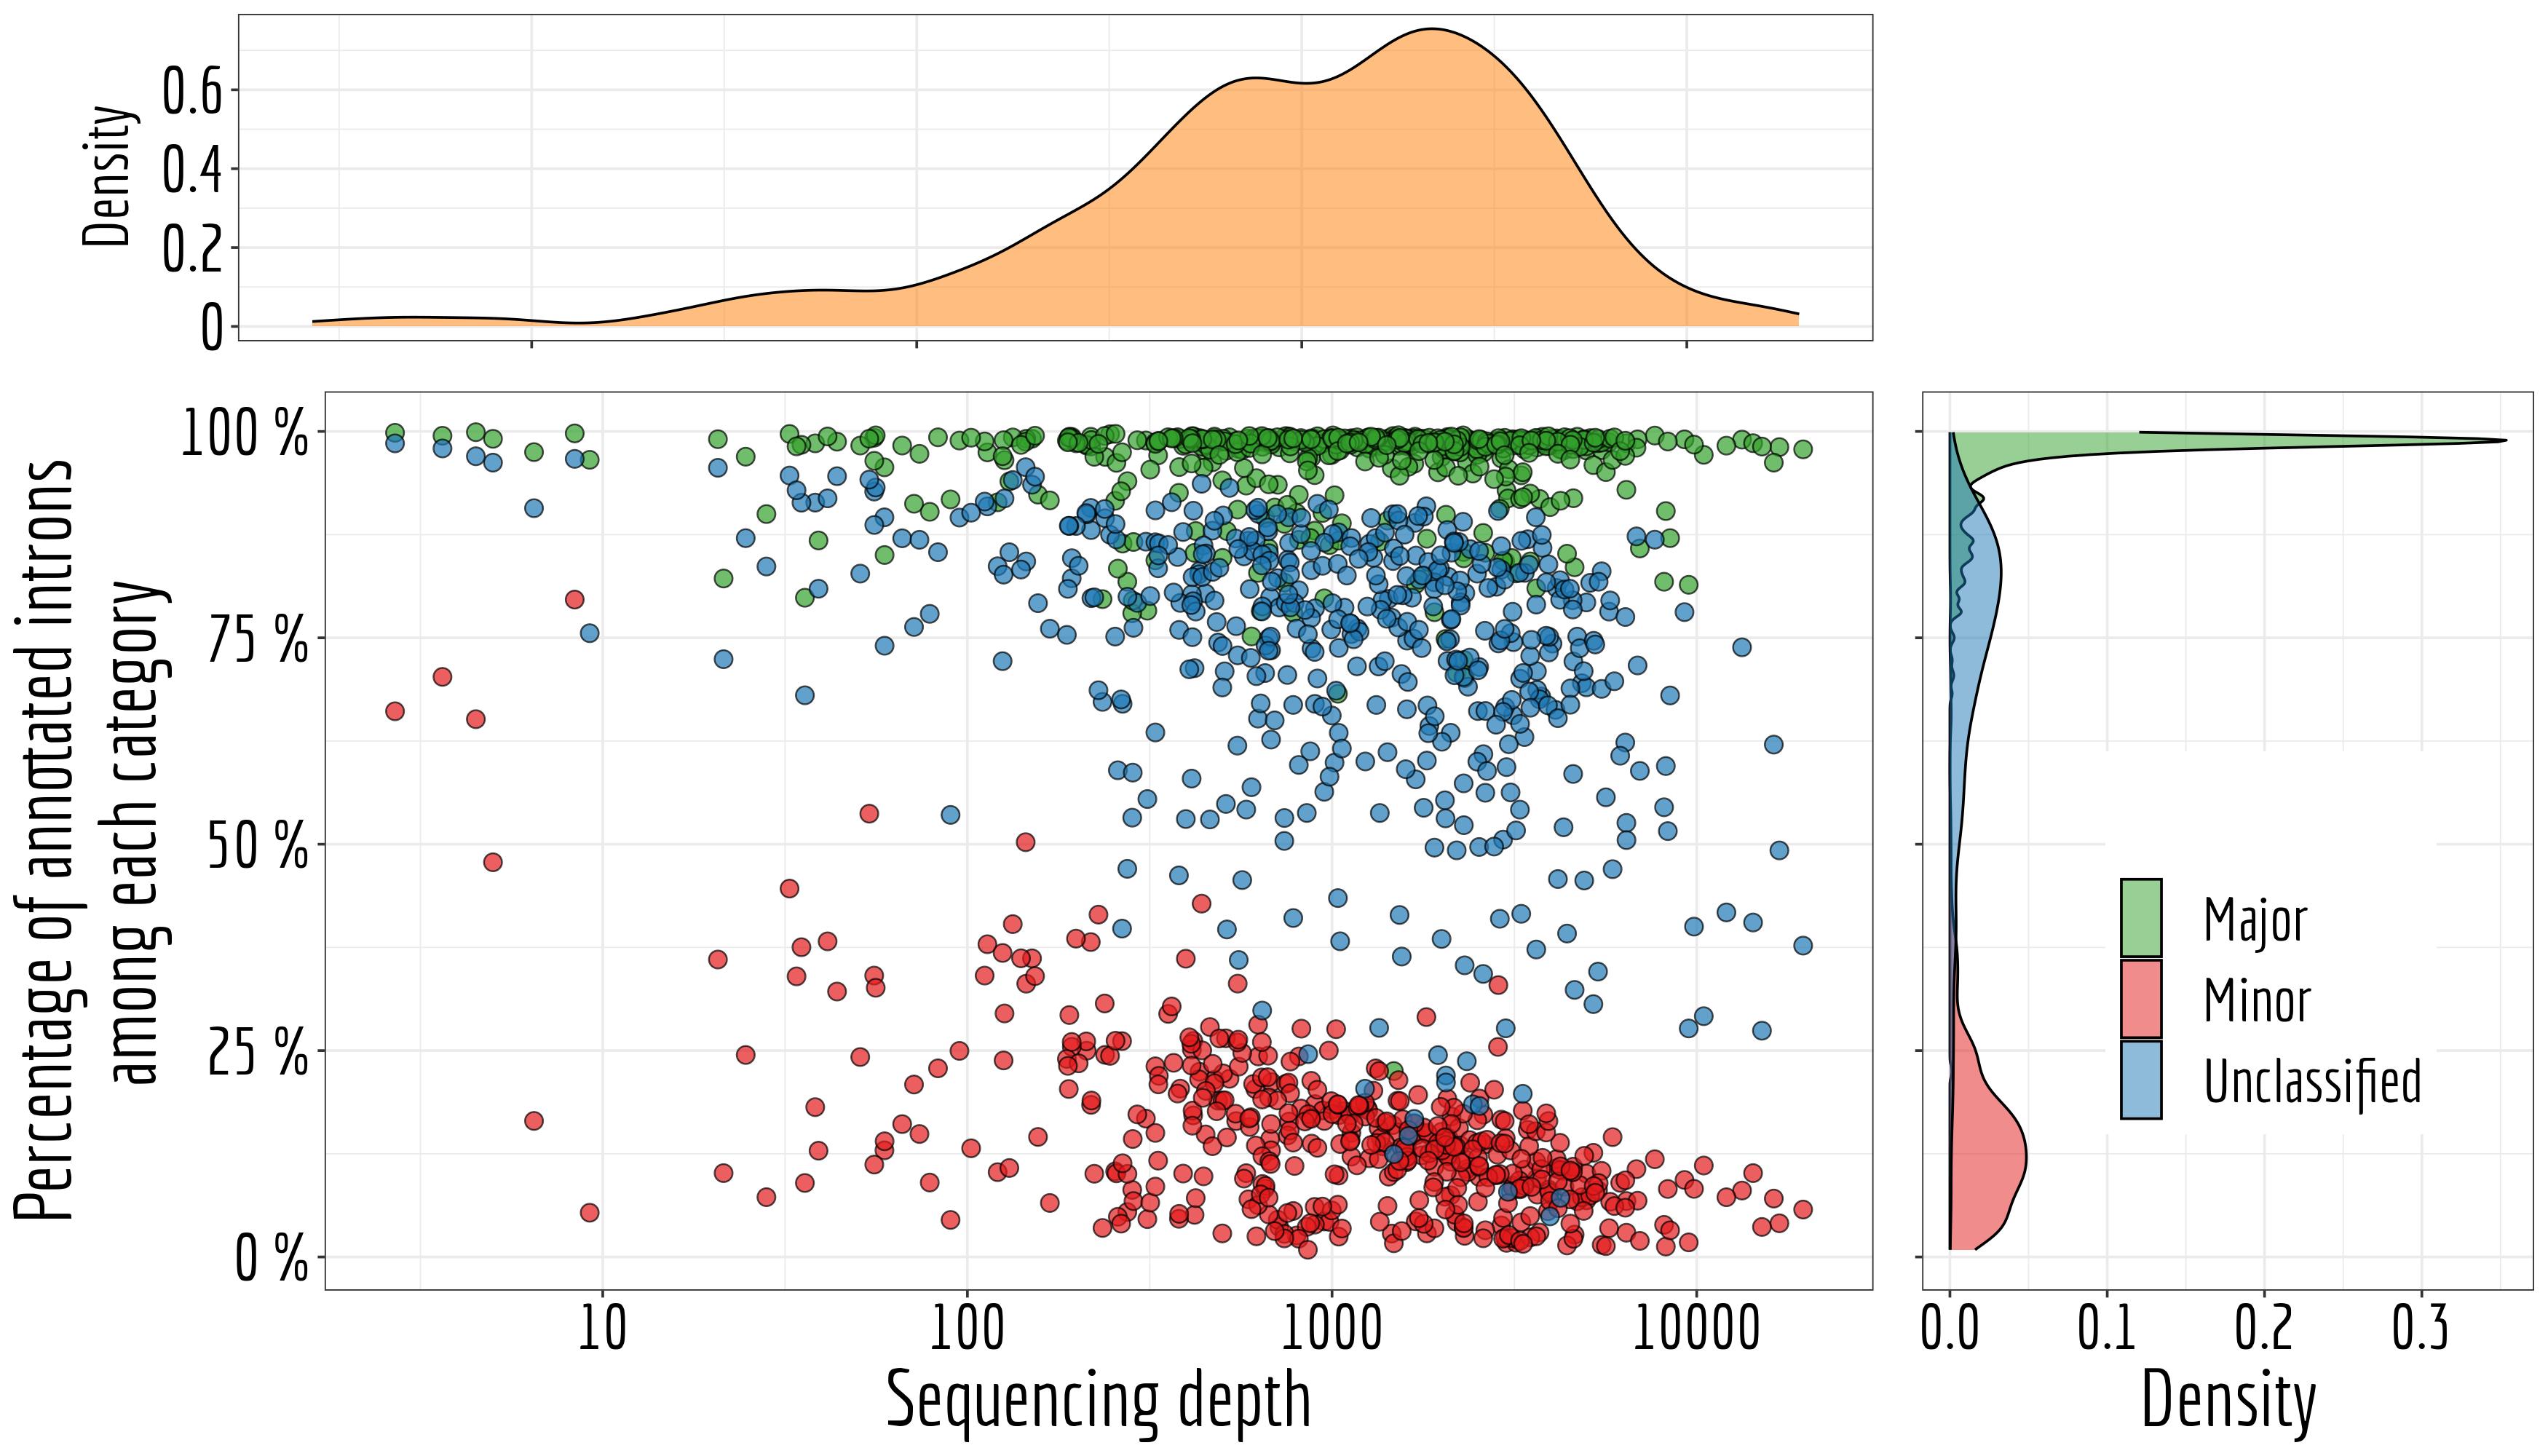 Density
0.6
0.4
0.2
0
Percentage of annotated introns
among each category
100 %
75 %
50 %
25 %
0 %
10 100 1000 10000
Sequencing depth
Major
Minor
Unclassified
0.0 0.1 0.2 0.3
Density